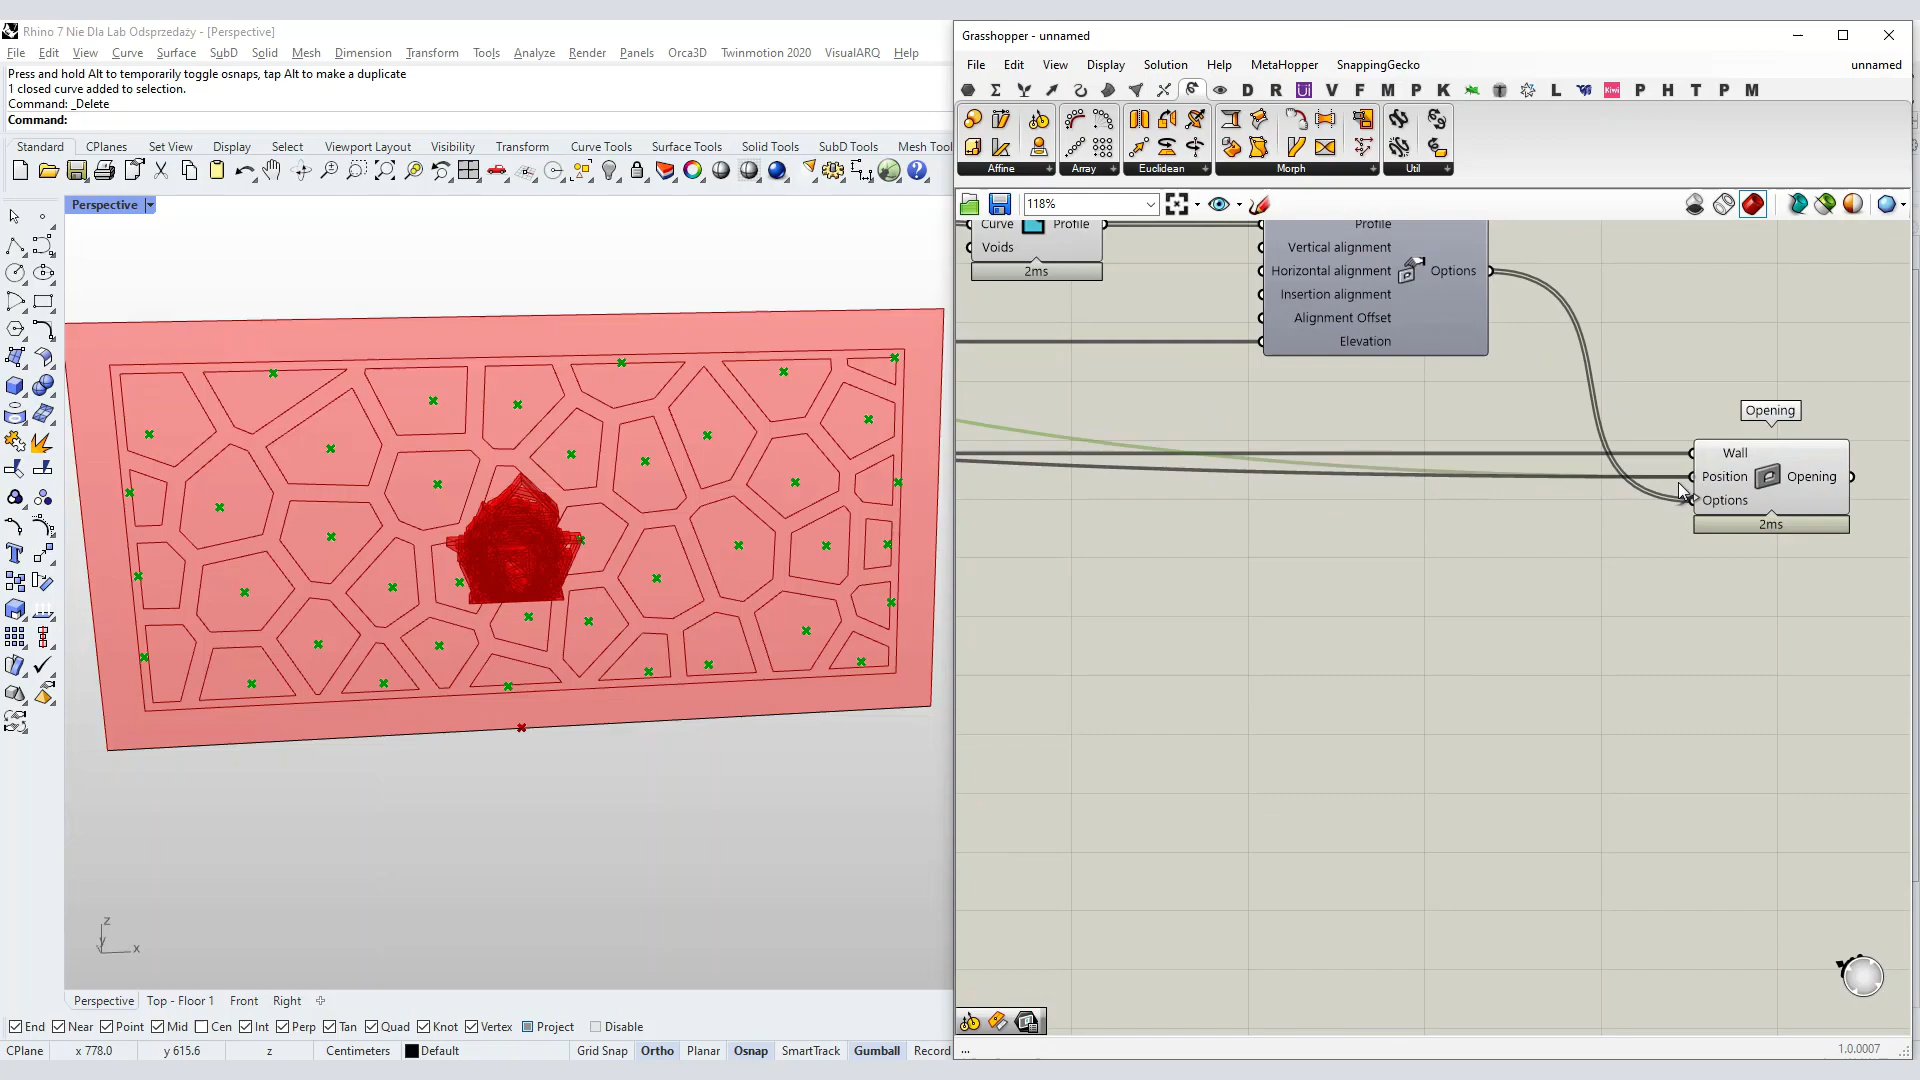 Rhino 7 Nie Dla Lab Odsprzedaży - [Perspective]
File Edit View Curve Surface SubD Solid Mesh Dimension Transform Tools Analyze Render Panels Orca3D Twinmotion 2020 VisualARQ Help
Press and hold Alt to temporarily toggle osnaps, tap Alt to make a duplicate
1 closed curve added to selection.
Command: _Delete
Command:
Standard CPlanes Set View Display Select Viewport Layout Visibility Transform Curve Tools Surface Tools Solid Tools SubD Tools Mesh Tool
Perspective
z
y
x
Perspective Top - Floor 1 Front Right
End Near Point Mid Cen Int Perp Tan Quad Knot Vertex Project Disable
CPlane x 778.0 y 615.6 z Centimeters Default Grid Snap Ortho Planar Osnap SmartTrack Gumball Record
Grasshopper - unnamed
File Edit View Display Solution Help MetaHopper SnappingGecko unnamed
D R V F M P K L Kiwi P H T P M
Affine Array Euclidean Morph Util
118%
Curve Profile
Voids
2ms
Profile
Vertical alignment
Horizontal alignment Options
Insertion alignment
Alignment Offset
Elevation
Opening
Wall
Position Opening
Options
2ms
...
1.0.0007